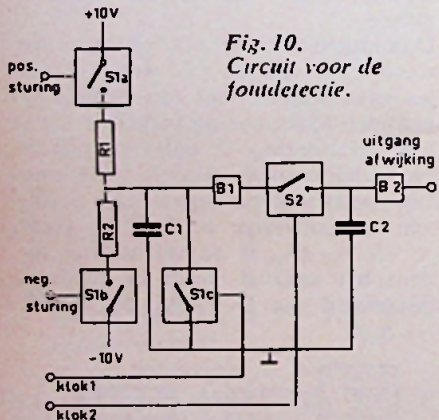 +10V
Fig. 10.
Circuit voor de
foutdetectie.
pos.
sturing
S1a
R1
uitgang
afwijking
B1
S2
B2
R2
C1
C2
neg.
sturing
S1b
S1c
-10V
klok1
klok2